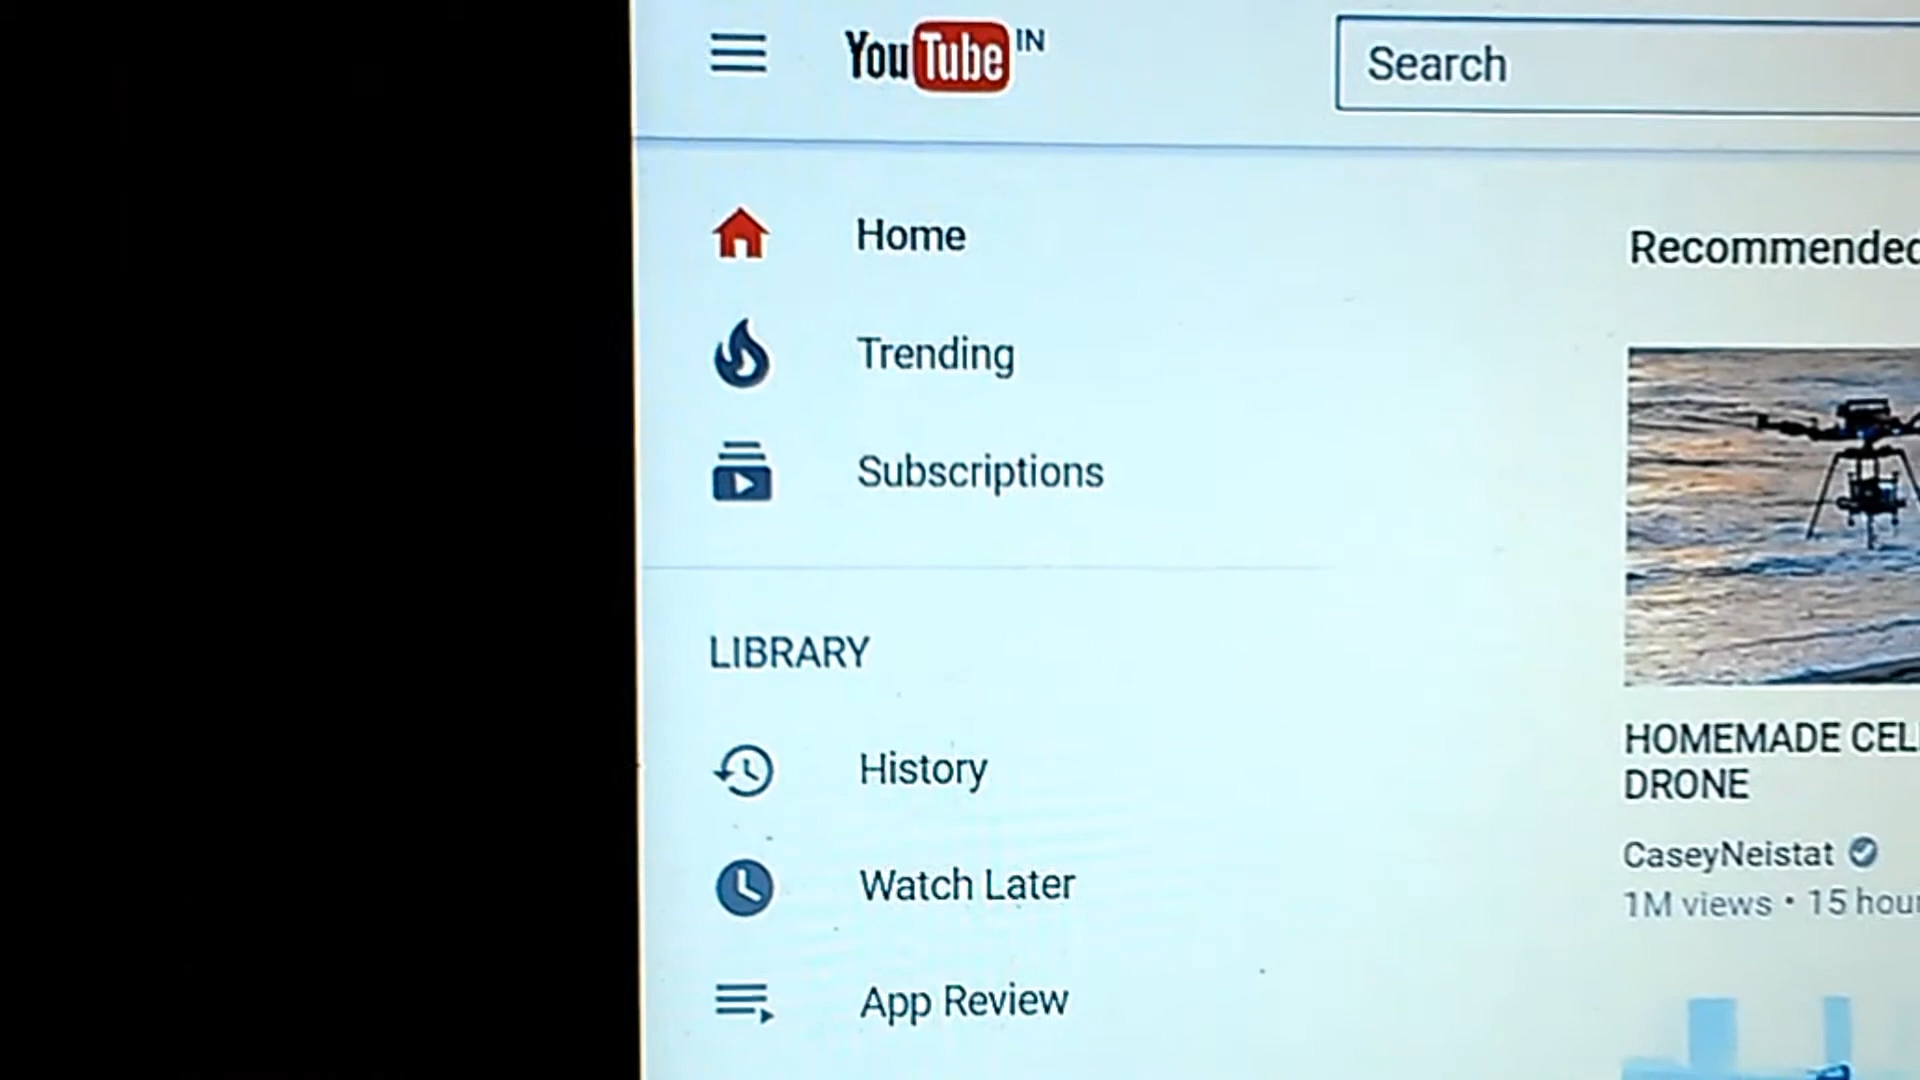 YouTube IN
Search
Home
Trending
Subscriptions
LIBRARY
History
Watch Later
App Review
Recommended
HOMEMADE CEL
DRONE
CaseyNeistat
1M views • 15 hour